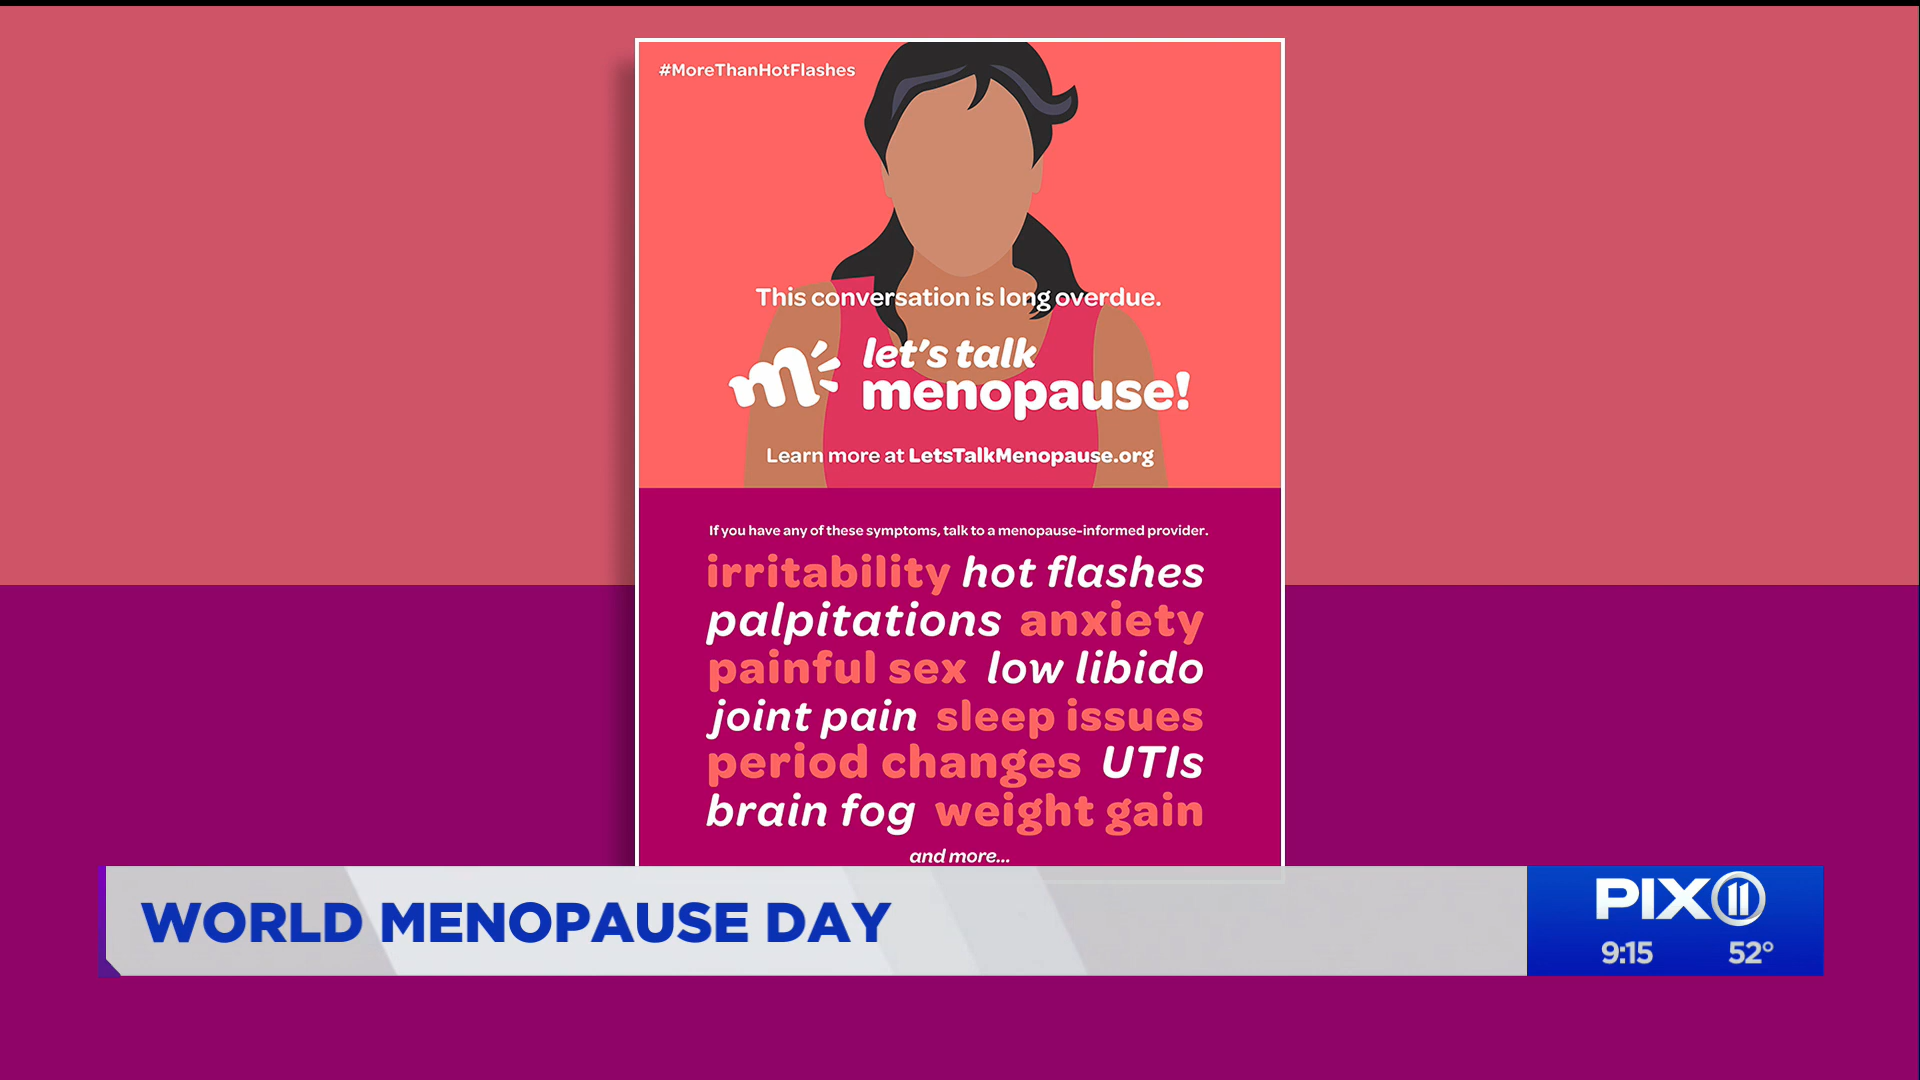 #MoreThanHotFlashes
This conversation is long overdue.
let's talk
menopause!
Learn more at LetsTalkMenopause.org
If you have any of these symptoms, talk to a menopause-informed provider.
irritability hot flashes
palpitations anxiety
painful sex low libido
joint pain sleep issues
period changes UTIs
brain fog weight gain
and more...
WORLD MENOPAUSE DAY
PIX 11
9:15 52°